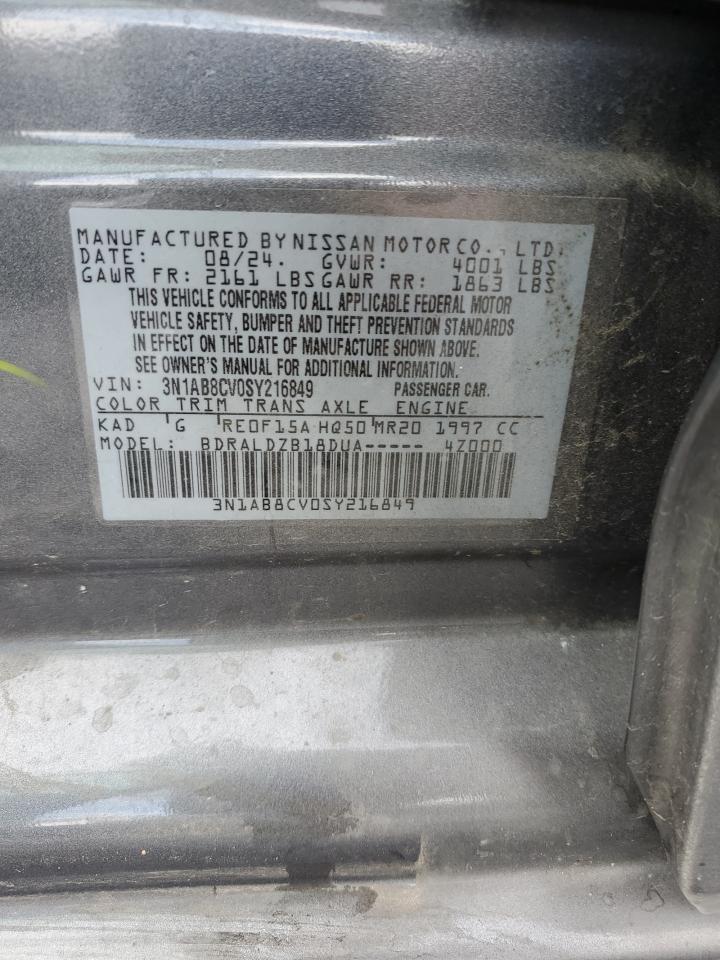 MANUFACTURED BY NISSAN MOTOR CO., LTD.
DATE: 08/24. GVWR: 4001 LBS
GAWR FR: 2161 LBS GAWR RR: 1863 LBS
THIS VEHICLE CONFORMS TO ALL APPLICABLE FEDERAL MOTOR
VEHICLE SAFETY, BUMPER AND THEFT PREVENTION STANDARDS
IN EFFECT ON THE DATE OF MANUFACTURE SHOWN ABOVE.
SEE OWNER'S MANUAL FOR ADDITIONAL INFORMATION.
VIN: 3N1AB8CV0SY216849 PASSENGER CAR.
COLOR TRIM TRANS AXLE ENGINE
KAD G RE0F15A HQ50 MR20 1997 CC
MODEL: BDRALDZB18DUA----- 4Z000
3N1AB8CV0SY216849